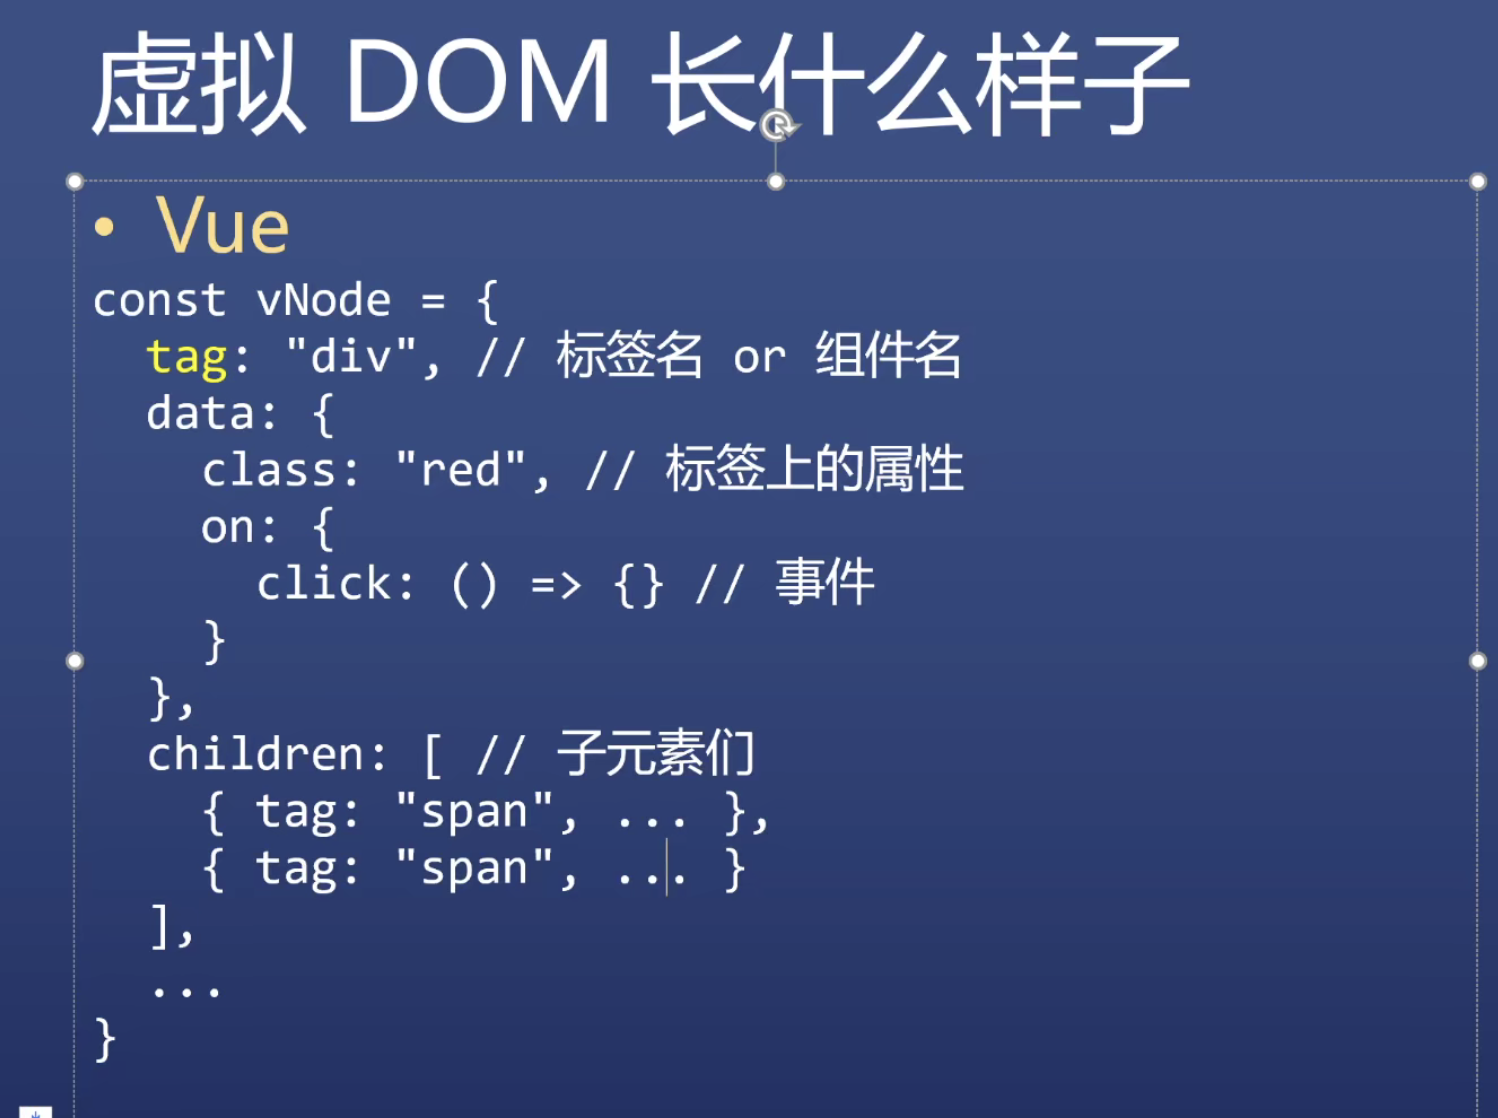 虚拟 DOM 长什么样子
• Vue
const vNode = {
  tag: "div", // 标签名 or 组件名
  data: {
    class: "red", // 标签上的属性
    on: {
      click: () => {} // 事件
    }
  },
  children: [ // 子元素们
    { tag: "span", ... },
    { tag: "span", ... }
  ],
  ...
}